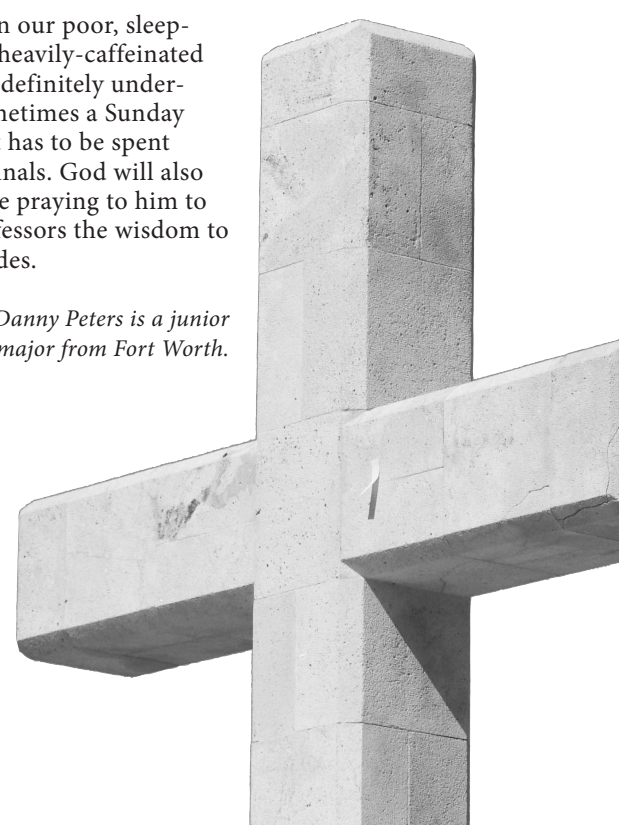 n our poor, sleep-
heavily-caffeinated
definitely under-
netimes a Sunday
has to be spent
nals. God will also
e praying to him to
fessors the wisdom to
des.
Danny Peters is a junior
major from Fort Worth.